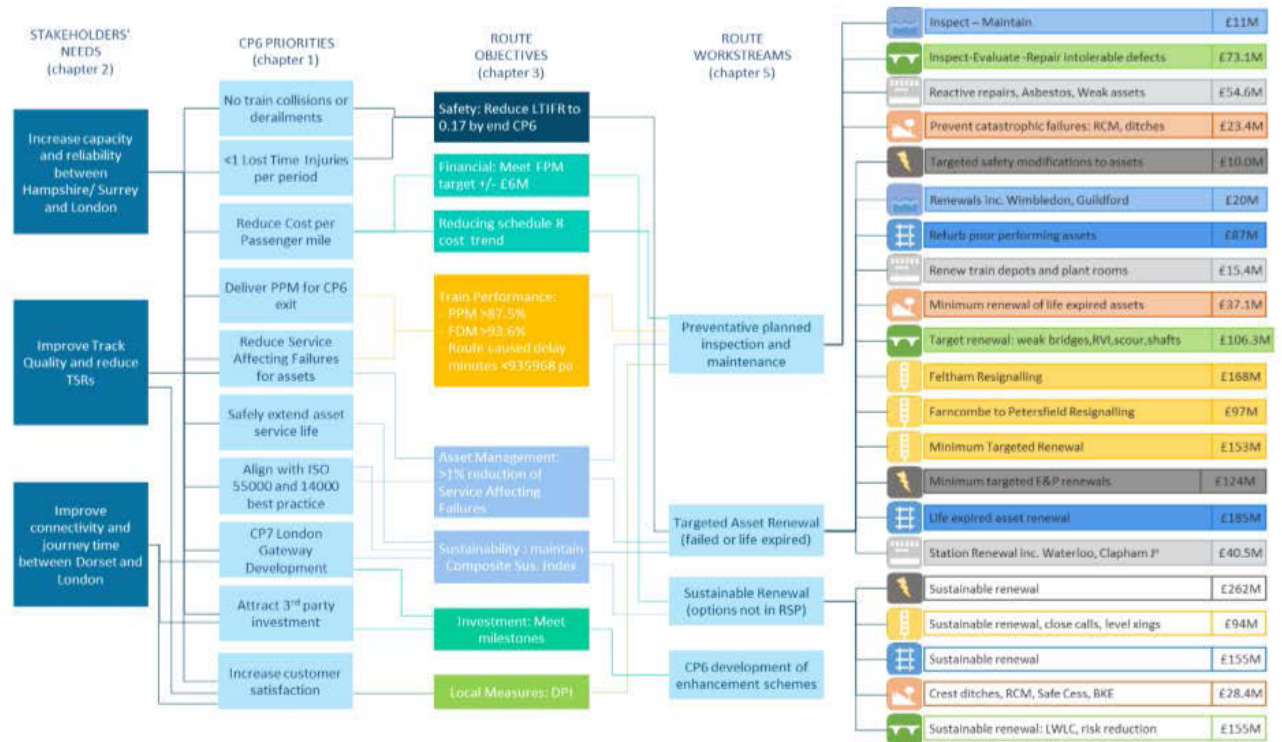 STAKEHOLDERS'
NEEDS
(chapter 2)
Increase capacity
and reliability
between
Hampshire/ Surrey
and London
Improve Track
Quality and reduce
TSRs
Improve
connectivity and
journey time
between Dorset and
London
CP6 PRIORITIES
(chapter 1)
No train collisions or
derailments
<1 Lost Time Injuries
per period
Reduce Cost per
Passenger mile
Deliver PPM for CP6
exit
Reduce Service
Affecting Failures
for assets
Safely extend asset
service life
Align with ISO
55000 and 14000
best practice
CP7 London
Gateway
Development
Attract 3rd party
investment
Increase customer
satisfaction
ROUTE
OBJECTIVES
(chapter 3)
Safety: Reduce LTIFR to
0.17 by end CP6
Financial: Meet FPM
target +/- £6M
Reducing schedule 8
cost trend
Train Performance:
- PPM >87.5%
- FDM >93.6%
- Route caused delay
minutes <935968 pa
Asset Management:
>1% reduction of
Service Affecting
Failures
Sustainability : maintain
Composite Sus. Index
Investment: Meet
milestones
Local Measures: DPI
ROUTE
WORKSTREAMS
(chapter 5)
Preventative planned
inspection and
maintenance
Targeted Asset Renewal
(failed or life expired)
Sustainable Renewal
(options not in RSP)
CP6 development of
enhancement schemes
Inspect – Maintain £11M
Inspect-Evaluate -Repair intolerable defects £73.1M
Reactive repairs, Asbestos, Weak assets £54.6M
Prevent catastrophic failures: RCM, ditches £23.4M
Targeted safety modifications to assets £10.0M
Renewals inc. Wimbledon, Guildford £20M
Refurb poor performing assets £87M
Renew train depots and plant rooms £15.4M
Minimum renewal of life expired assets £37.1M
Target renewal: weak bridges,RVI,scour,shafts £106.3M
Feltham Resignalling £168M
Farncombe to Petersfield Resignalling £97M
Minimum Targeted Renewal £153M
Minimum targeted E&P renewals £124M
Life expired asset renewal £185M
Station Renewal inc. Waterloo, Clapham Jn £40.5M
Sustainable renewal £262M
Sustainable renewal, close calls, level xings £94M
Sustainable renewal £155M
Crest ditches, RCM, Safe Cess, BKE £28.4M
Sustainable renewal: LWLC, risk reduction £155M